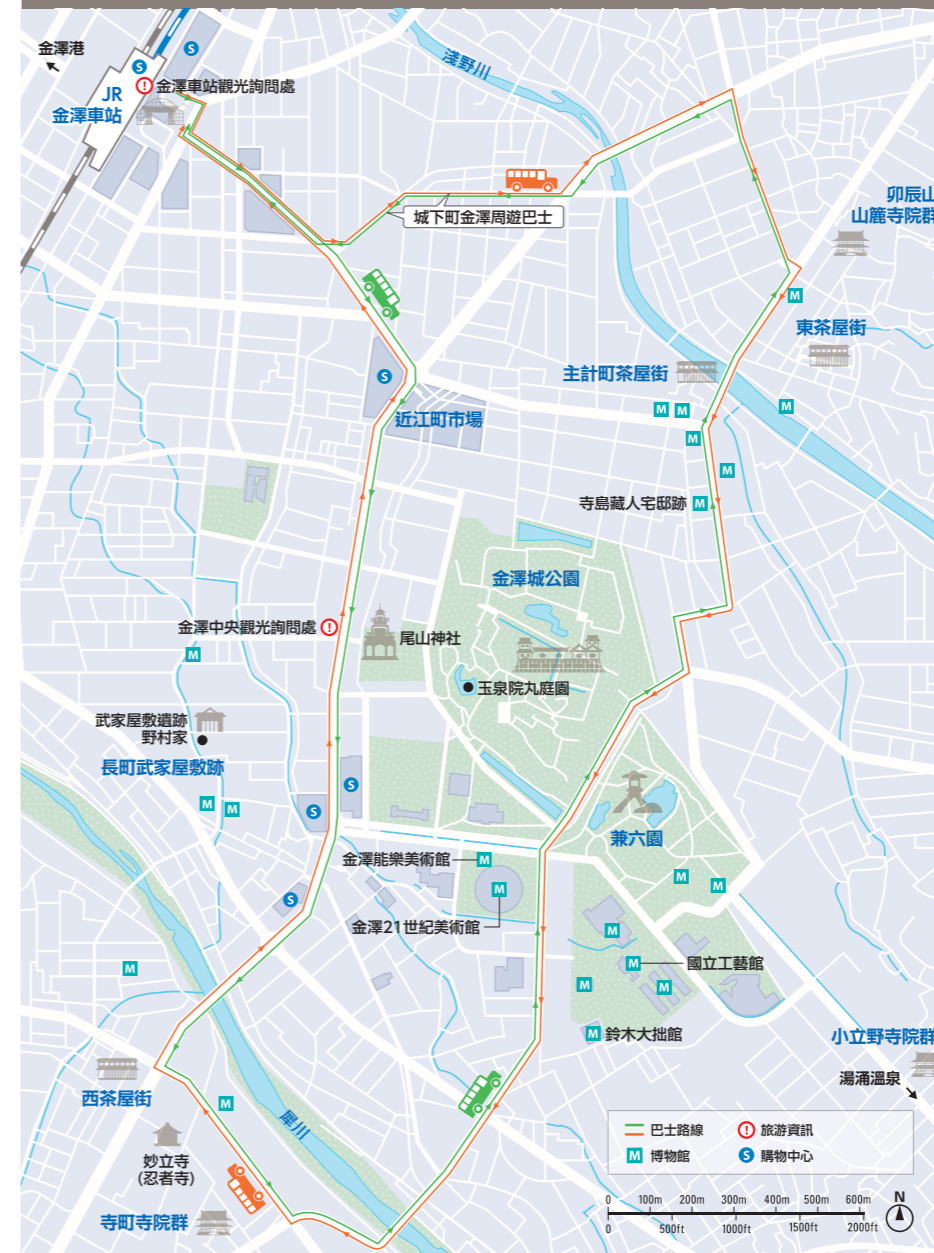 金澤港
S
S
金澤車站觀光詢問處
JR
金澤車站
淺野川
城下町金澤周遊巴士
卯辰山
山麓寺院群
M
東茶屋街
主計町茶屋街
S
近江町市場
M
M
M
M
M
寺島藏人宅邸跡
M
金澤城公園
金澤中央觀光詢問處
尾山神社
M
玉泉院丸庭園
武家屋敷遺跡
野村家
長町武家屋敷跡
M
M
S
S
兼六園
金澤能樂美術館
M
M
金澤21世紀美術館
S
M
M
M
M
國立工藝館
M
M
M
M
鈴木大拙館
小立野寺院群
湯涌溫泉
西茶屋街
M
犀川
妙立寺
(忍者寺)
寺町寺院群
巴士路線
旅游資訊
M 博物館
S 購物中心
0 100m 200m 300m 400m 500m 600m
0 500ft 1000ft 1500ft 2000ft
N